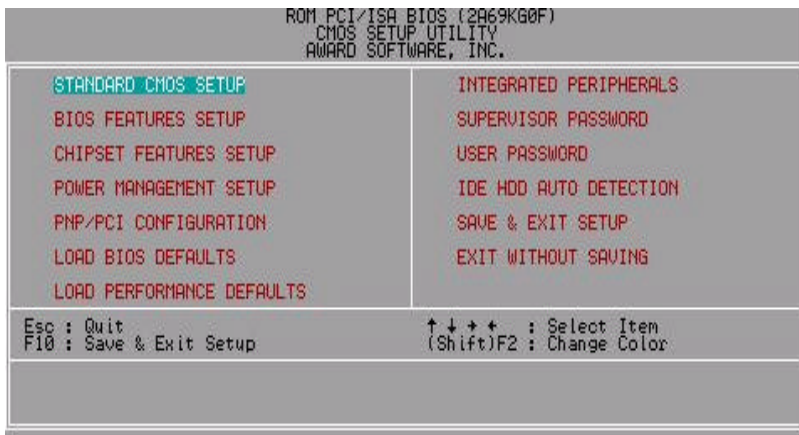 ROM PCI/ISA BIOS (2A69KG0F)
CMOS SETUP UTILITY
AWARD SOFTWARE, INC.
STANDARD CMOS SETUP
BIOS FEATURES SETUP
CHIPSET FEATURES SETUP
POWER MANAGEMENT SETUP
PNP/PCI CONFIGURATION
LOAD BIOS DEFAULTS
LOAD PERFORMANCE DEFAULTS
INTEGRATED PERIPHERALS
SUPERVISOR PASSWORD
USER PASSWORD
IDE HDD AUTO DETECTION
SAVE & EXIT SETUP
EXIT WITHOUT SAVING
Esc : Quit
F10 : Save & Exit Setup
↑ ↓ → ← : Select Item
(Shift)F2 : Change Color